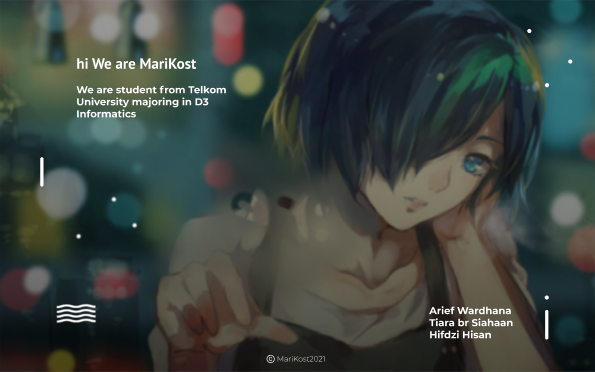 hi We are MariKost
We are student from Telkom
University majoring in D3
Informatics
Arief Wardhana
Tiara br Siahaan
Hifdzi Hisan
© MariKost2021